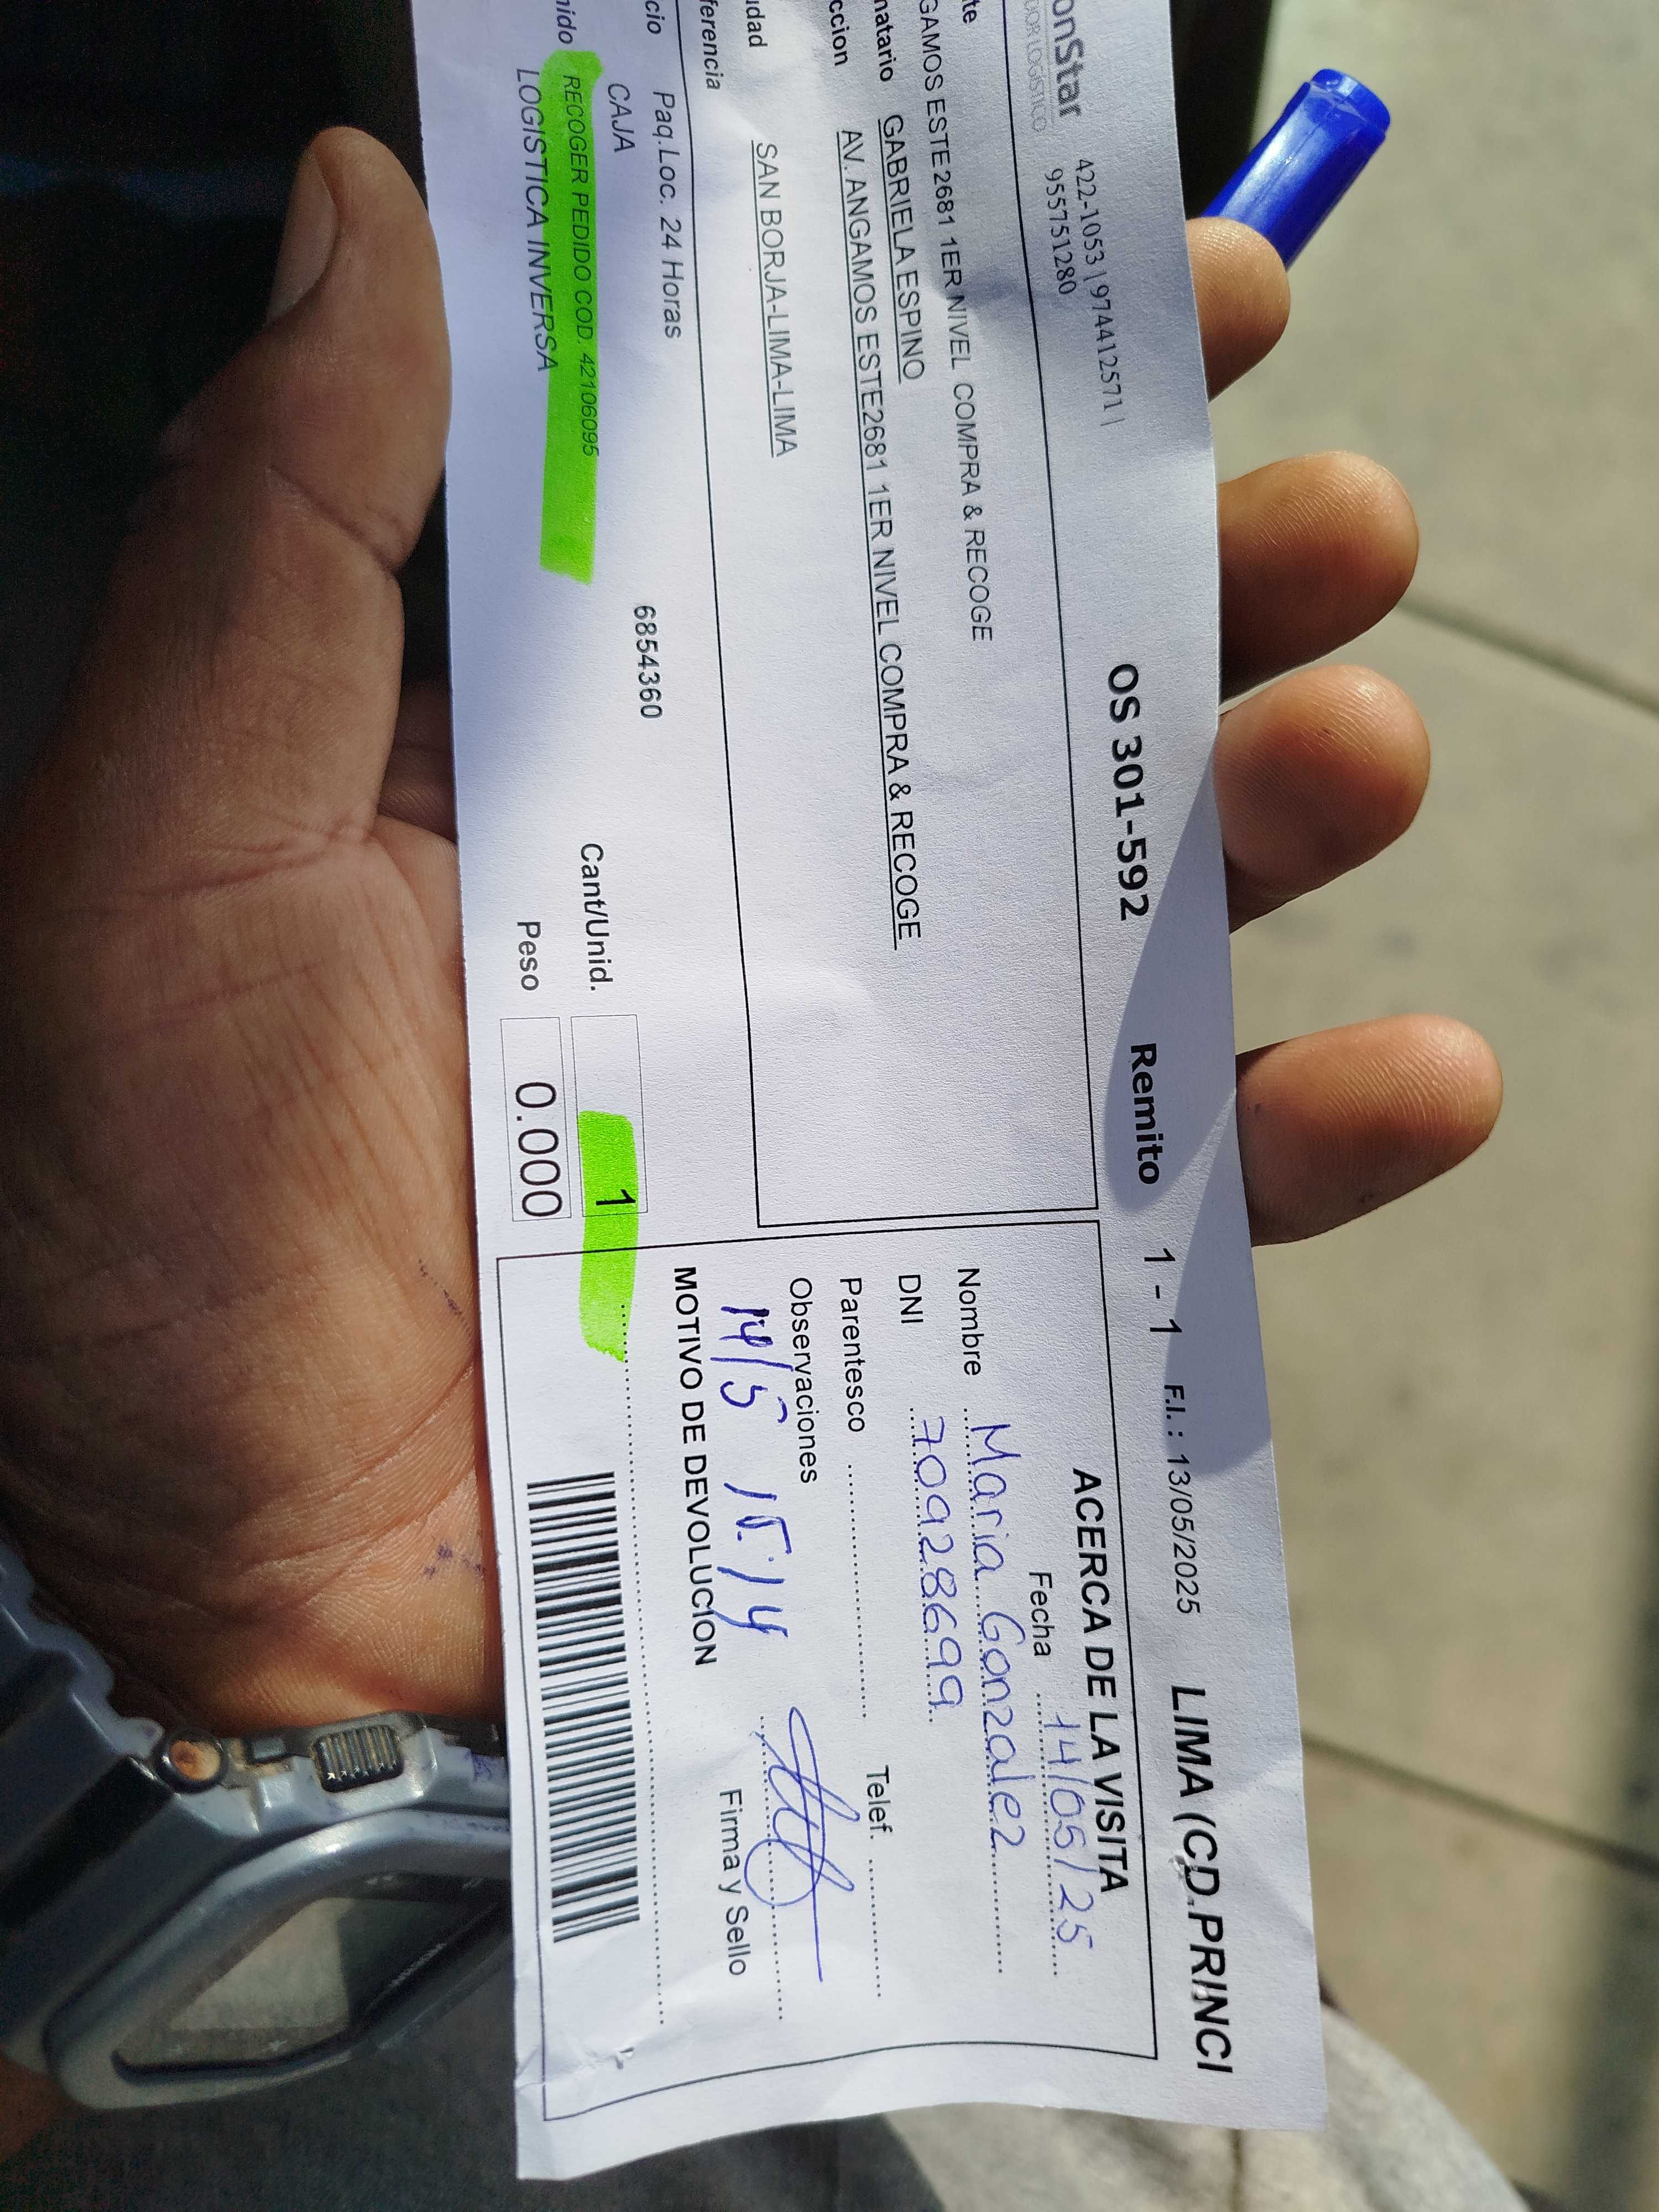 onStar
422-1053 | 974412571 |
955751280
OS 301-592
Remito
1 - 1
F.I. : 13/05/2025
LIMA (CD.PRINCI
te
GAMOS ESTE 2681 1ER NIVEL COMPRA & RECOGE
natario GABRIELA ESPINO
ccion AV. ANGAMOS ESTE2681 1ER NIVEL COMPRA & RECOGE
udad SAN BORJA-LIMA-LIMA
ferencia
cio Paq.Loc. 24 Horas
6854360
CAJA
nido RECOGER PEDIDO COD. 42106095
LOGISTICA INVERSA
Cant/Unid. 1
Peso 0.000
ACERCA DE LA VISITA
Fecha 14/05/25
Nombre Maria Gonzalez
DNI 70928699
Parentesco
Telef.
Observaciones
14/5 15:14
Firma y Sello
MOTIVO DE DEVOLUCION